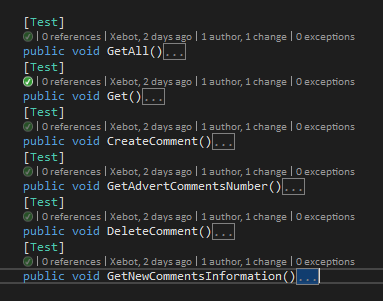 [Test]
| 0 references | Xebot, 2 days ago | 1 author, 1 change | 0 exceptions
public void GetAll()...
[Test]
| 0 references | Xebot, 2 days ago | 1 author, 1 change | 0 exceptions
public void Get()...
[Test]
| 0 references | Xebot, 2 days ago | 1 author, 1 change | 0 exceptions
public void CreateComment()...
[Test]
| 0 references | Xebot, 2 days ago | 1 author, 1 change | 0 exceptions
public void GetAdvertCommentsNumber()...
[Test]
| 0 references | Xebot, 2 days ago | 1 author, 1 change | 0 exceptions
public void DeleteComment()...
[Test]
| 0 references | Xebot, 2 days ago | 1 author, 1 change | 0 exceptions
public void GetNewCommentsInformation()...